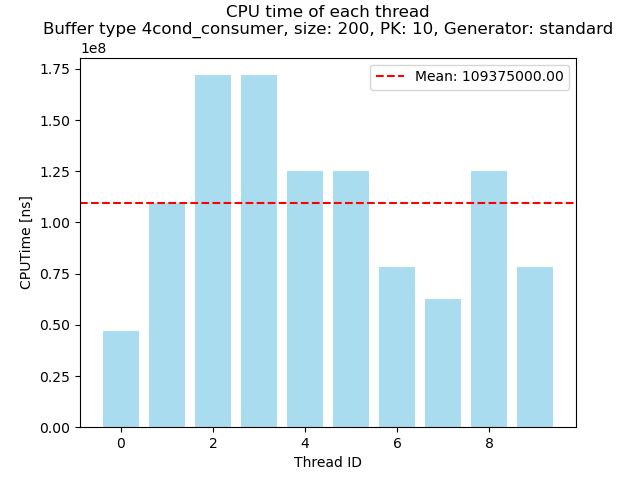 CPU time of each thread
Buffer type 4cond_consumer, size: 200, PK: 10, Generator: standard
1e8
Mean: 109375000.00
1.75
1.50
1.25
1.00
0.75
0.50
0.25
0.00
CPUTime [ns]
0 2 4 6 8
Thread ID